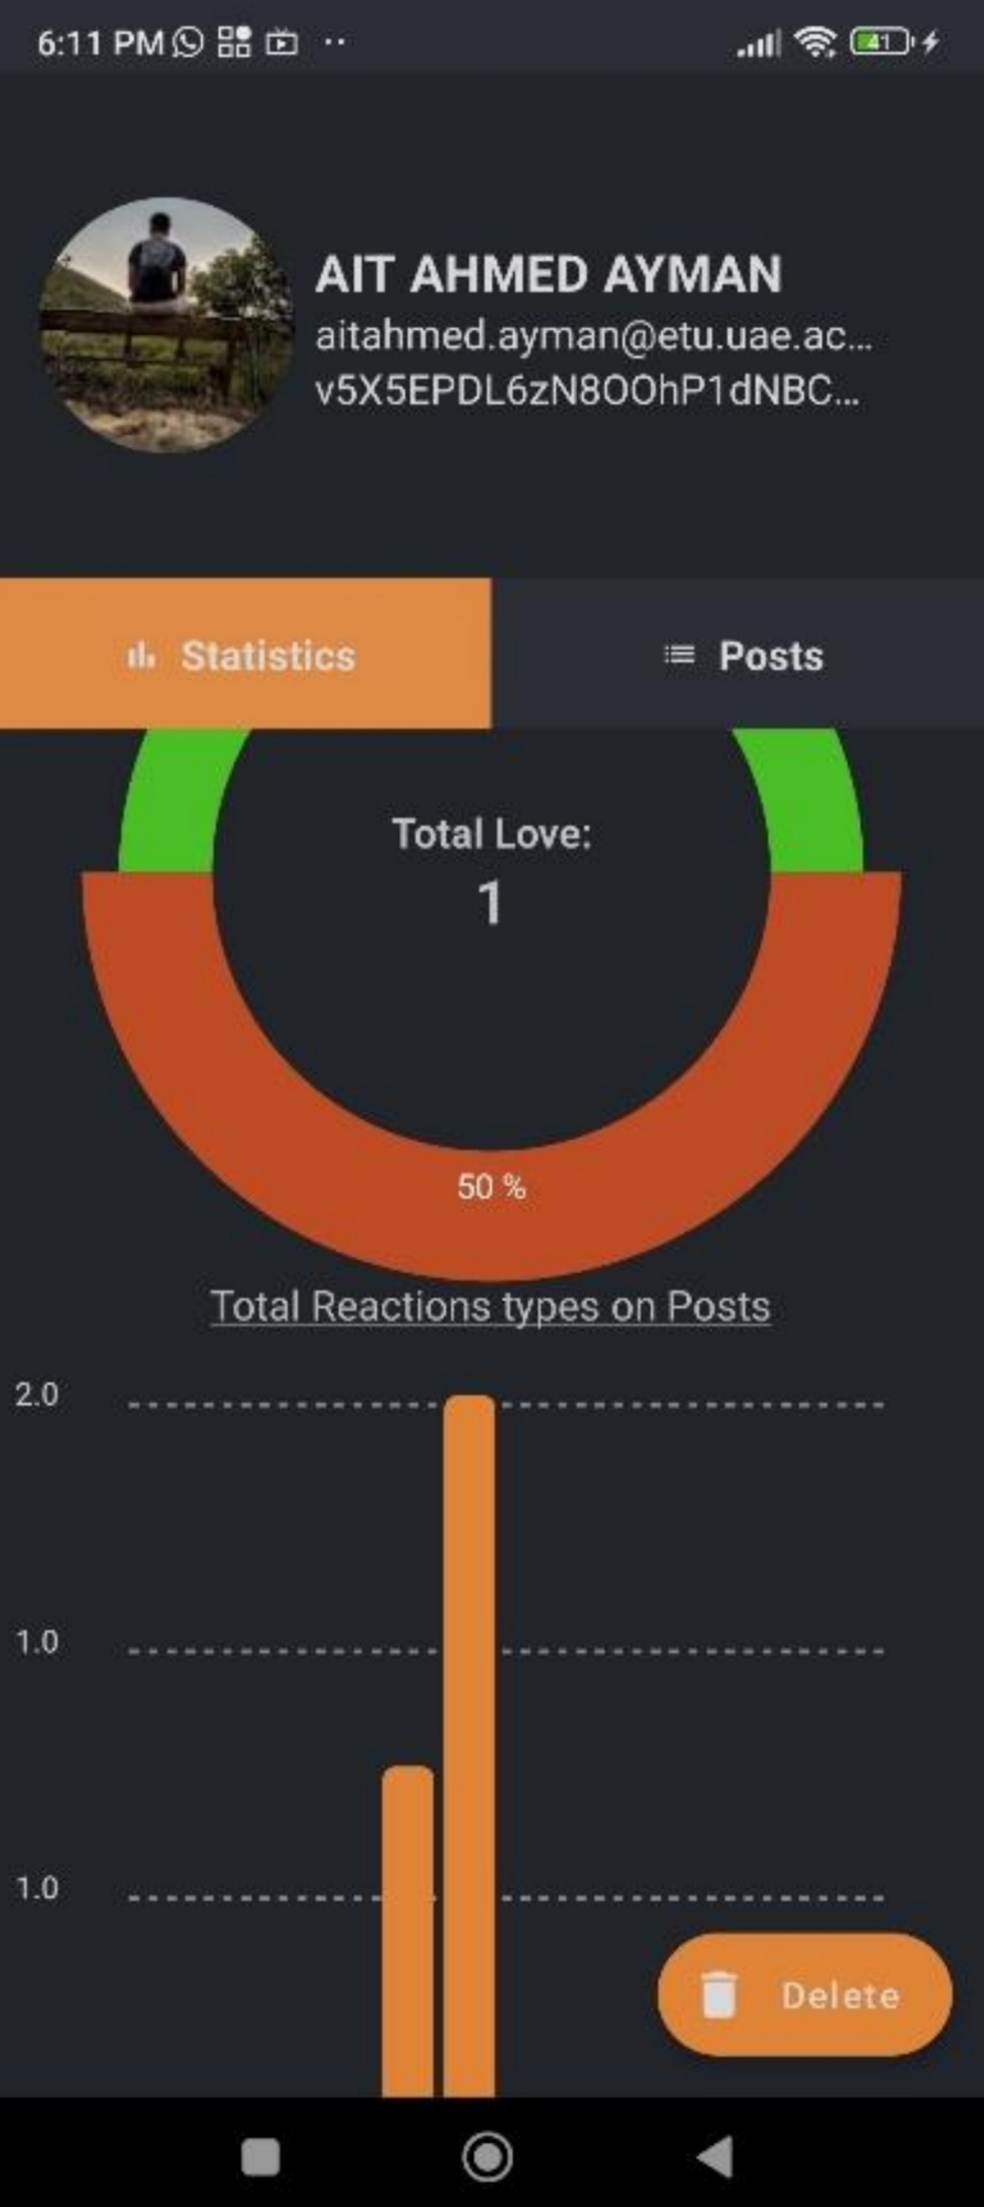 6:11 PM
41
AIT AHMED AYMAN
aitahmed.ayman@etu.uae.ac...
v5X5EPDL6zN8OOhP1dNBC...
Statistics
Posts
Total Love:
1
50 %
Total Reactions types on Posts
2.0
1.0
1.0
Delete